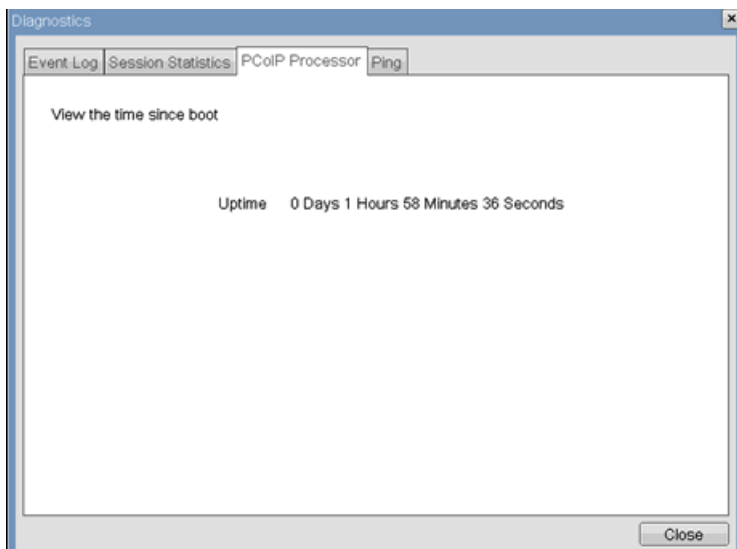 Diagnostics
Event Log Session Statistics PCoIP Processor Ping
View the time since boot
Uptime 0 Days 1 Hours 58 Minutes 36 Seconds
Close